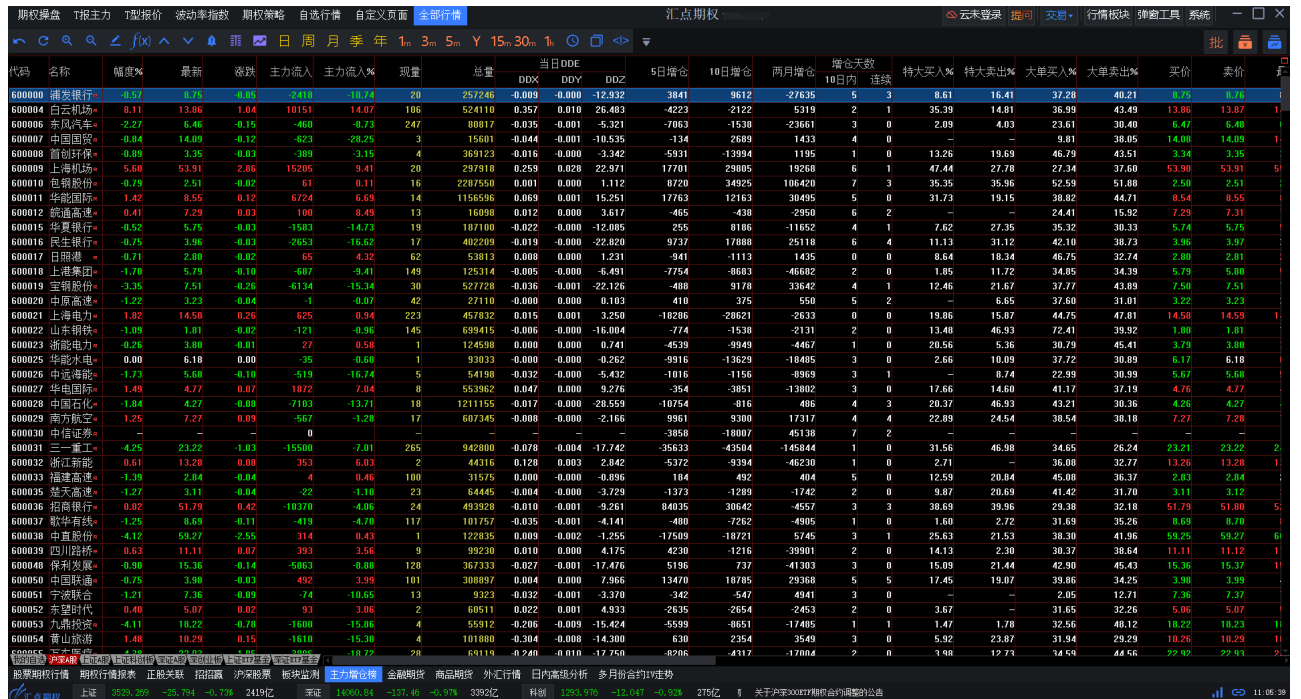 期权操盘 T报主力 T型报价 波动率指数 期权策略 自选行情 自定义页面 全部行情 汇点期权 云未登录 提问 交易 行情板块 弹窗工具 系统
f(x) 日 周 月 季 年 1m 3m 5m Y 15m 30m 1h 批
代码 名称 幅度% 最新 涨跌 主力流入 主力流入% 现量 总量 当日DDE DDX DDY DDZ 5日增仓 10日增仓 两月增仓 增仓天数 10日内 连续 特大买入% 特大卖出% 大单买入% 大单卖出% 买价 卖价
600000 浦发银行 -0.57 8.75 -0.05 -2418 -10.74 20 257246 -0.009 -0.000 -12.932 3841 9612 -27635 5 3 8.61 16.41 37.28 40.21 8.75 8.76
600004 白云机场 8.11 13.86 1.04 10151 14.07 106 524110 0.357 0.010 26.483 -4223 -2122 5319 2 1 35.39 14.81 36.99 43.49 13.86 13.87
600006 东风汽车 -2.27 6.46 -0.15 -460 -8.73 247 80817 -0.035 -0.001 -5.321 -7063 -1538 -23661 3 0 2.09 4.03 23.61 30.40 6.47 6.48
600007 中国国贸 -0.84 14.09 -0.12 -623 -28.25 3 15601 -0.044 -0.001 -10.535 -134 2689 1433 4 0 – 9.81 38.05 14.08 14.09
600008 首创环保 -0.89 3.35 -0.03 -389 -3.15 4 369123 -0.016 -0.000 -3.342 -5931 -13994 1195 1 0 13.26 19.69 46.79 43.51 3.34 3.35
600009 上海机场 5.60 53.91 2.86 15205 9.41 20 297918 0.259 0.028 22.971 17701 29805 19268 6 1 47.44 27.78 27.34 37.60 53.90 53.91
600010 包钢股份 -0.79 2.51 -0.02 61 0.11 16 2287550 0.001 0.000 1.112 8720 34925 106420 7 3 35.35 35.96 52.59 51.88 2.50 2.51
600011 华能国际 1.42 8.55 0.12 6724 6.69 14 1156596 0.069 0.001 15.251 17763 12163 30495 5 0 31.73 19.15 38.82 44.71 8.54 8.55
600012 皖通高速 0.41 7.29 0.03 100 8.49 13 16098 0.012 0.000 3.617 -465 -438 -2950 6 2 – – 24.41 15.92 7.29 7.31
600015 华夏银行 -0.52 5.75 -0.03 -1583 -14.73 19 187100 -0.022 -0.000 -12.085 255 8186 -11652 4 1 7.62 27.35 35.32 30.33 5.74 5.75
600016 民生银行 -0.75 3.96 -0.03 -2653 -16.62 17 402209 -0.019 -0.000 -22.820 9737 17888 25118 6 4 11.13 31.12 42.10 38.73 3.96 3.97
600017 日照港 -0.71 2.80 -0.02 65 4.32 62 53813 0.008 0.000 1.231 -941 -1113 1435 0 0 8.64 18.34 46.75 32.74 2.80 2.81
600018 上港集团 -1.70 5.79 -0.10 -687 -9.41 149 125314 -0.005 -0.000 -6.491 -7754 -8683 -46682 2 0 1.85 11.72 34.85 34.39 5.79 5.80
600019 宝钢股份 -3.35 7.51 -0.26 -6134 -15.34 30 527728 -0.036 -0.001 -22.126 -488 9178 33642 4 1 12.46 21.67 37.77 43.89 7.50 7.51
600020 中原高速 -1.22 3.23 -0.04 -1 -0.07 42 27110 -0.000 0.000 0.103 410 375 550 5 2 – 6.65 37.60 31.01 3.22 3.23
600021 上海电力 1.82 14.58 0.26 625 0.94 223 457832 0.015 0.001 3.250 -18286 -28621 -2633 0 0 19.86 15.87 44.75 47.81 14.58 14.59
600022 山东钢铁 -1.09 1.81 -0.02 -121 -0.96 145 699415 -0.006 -0.000 -16.004 -774 -1538 -2131 2 0 13.48 46.93 72.41 39.92 1.80 1.81
600023 浙能电力 -0.26 3.80 -0.01 27 0.58 1 124598 0.000 0.000 0.741 -4539 -9949 -4467 1 0 20.56 5.36 30.79 45.41 3.79 3.80
600025 华能水电 0.00 6.18 0.00 -35 -0.60 1 93033 -0.000 -0.000 -0.262 -9916 -13629 -18485 3 0 2.66 10.09 37.72 30.89 6.17 6.18
600026 中远海能 -1.73 5.68 -0.10 -519 -16.74 5 54198 -0.032 -0.000 -5.432 -1016 -1156 -8969 3 1 – 8.74 22.99 30.99 5.67 5.68
600027 华电国际 1.49 4.77 0.07 1872 7.04 8 553962 0.047 0.000 9.276 -354 -3851 -13802 3 0 17.66 14.60 41.17 37.19 4.76 4.77
600028 中国石化 -1.84 4.27 -0.08 -7103 -13.71 18 1211155 -0.017 -0.000 -28.559 -10754 -816 486 4 3 20.37 46.93 43.21 30.36 4.26 4.27
600029 南方航空 1.25 7.27 0.09 -567 -1.28 17 607345 -0.008 -0.000 -2.166 9961 9300 17317 4 4 22.89 24.54 38.54 38.18 7.27 7.28
600030 中信证券 – – – 0 – – – – – -3858 -18007 45138 7 2 – – – – – –
600031 三一重工 -4.25 23.22 -1.03 -15500 -7.01 265 942800 -0.078 -0.004 -17.742 -35633 -43504 -145844 1 0 31.56 46.98 34.65 26.24 23.21 23.22
600032 浙江新能 0.61 13.28 0.08 353 6.03 2 44316 0.128 0.003 2.842 -5372 -9394 -46230 1 0 2.71 – 36.08 32.77 13.26 13.28
600033 福建高速 -1.39 2.84 -0.04 4 0.46 100 31575 0.000 0.000 -0.896 184 492 404 5 0 12.59 20.84 45.08 36.37 2.83 2.84
600035 楚天高速 -1.27 3.11 -0.04 -22 -1.10 23 64445 -0.004 -0.000 -3.729 -1373 -1289 -1742 2 0 9.87 20.69 41.42 31.70 3.11 3.12
600036 招商银行 0.82 51.79 0.42 -10370 -4.06 24 493928 -0.010 -0.001 -9.261 84035 30642 -4557 3 3 38.69 39.96 29.38 32.18 51.79 51.80
600037 歌华有线 -1.25 8.69 -0.11 -419 -4.70 117 101757 -0.035 -0.001 -4.141 -480 -7262 -4905 1 0 1.60 2.72 31.69 35.26 8.69 8.70
600038 中直股份 -4.12 59.27 -2.55 314 0.43 1 122835 0.009 -0.002 -1.255 -17509 -18721 5745 3 1 25.63 21.53 38.30 41.96 59.25 59.27
600039 四川路桥 0.63 11.11 0.07 393 3.56 9 99230 0.010 0.000 4.175 4230 -1216 -39901 2 0 14.13 2.30 30.37 38.64 11.11 11.12
600048 保利发展 -0.90 15.36 -0.14 -5063 -8.88 128 367333 -0.027 -0.001 -17.476 5196 737 -41303 3 0 15.09 21.44 42.90 45.43 15.36 15.37
600050 中国联通 -0.75 3.98 -0.03 492 3.99 101 308897 0.004 0.000 7.966 13470 18785 29368 5 5 17.45 19.07 39.86 34.25 3.98 3.99
600051 宁波联合 -1.21 7.36 -0.09 -74 -10.65 13 9323 -0.032 -0.001 -3.370 -342 -547 4941 3 0 – – 2.05 12.71 7.36 7.37
600052 东望时代 0.40 5.07 0.02 93 3.06 2 60511 0.022 0.001 4.933 -2635 -2654 -2453 2 0 3.67 – 31.65 32.26 5.06 5.07
600053 九鼎投资 -4.11 18.22 -0.78 -1600 -15.86 4 55912 -0.206 -0.009 -15.424 -5599 -8651 -17485 1 1 1.47 1.78 32.56 48.12 18.22 18.23
600054 黄山旅游 1.48 10.29 0.15 -1610 -15.30 4 101880 -0.304 -0.008 -14.300 630 2354 3549 3 0 5.92 23.87 31.94 29.29 10.26 10.29
沪深A股
股票期权行情 期权行情报表 正股关联 招招赢 沪深股票 板块监测 主力增仓榜 金融期货 商品期货 外汇行情 日内高级分析 多月份合约IV走势
汇点期权 上证 3529.269 -25.794 -0.73% 2419亿 深证 14060.84 -137.46 -0.97% 3392亿 科创 1293.976 -12.047 -0.92% 275亿 关于沪深300ETF期权合约调整的公告 11:05:39